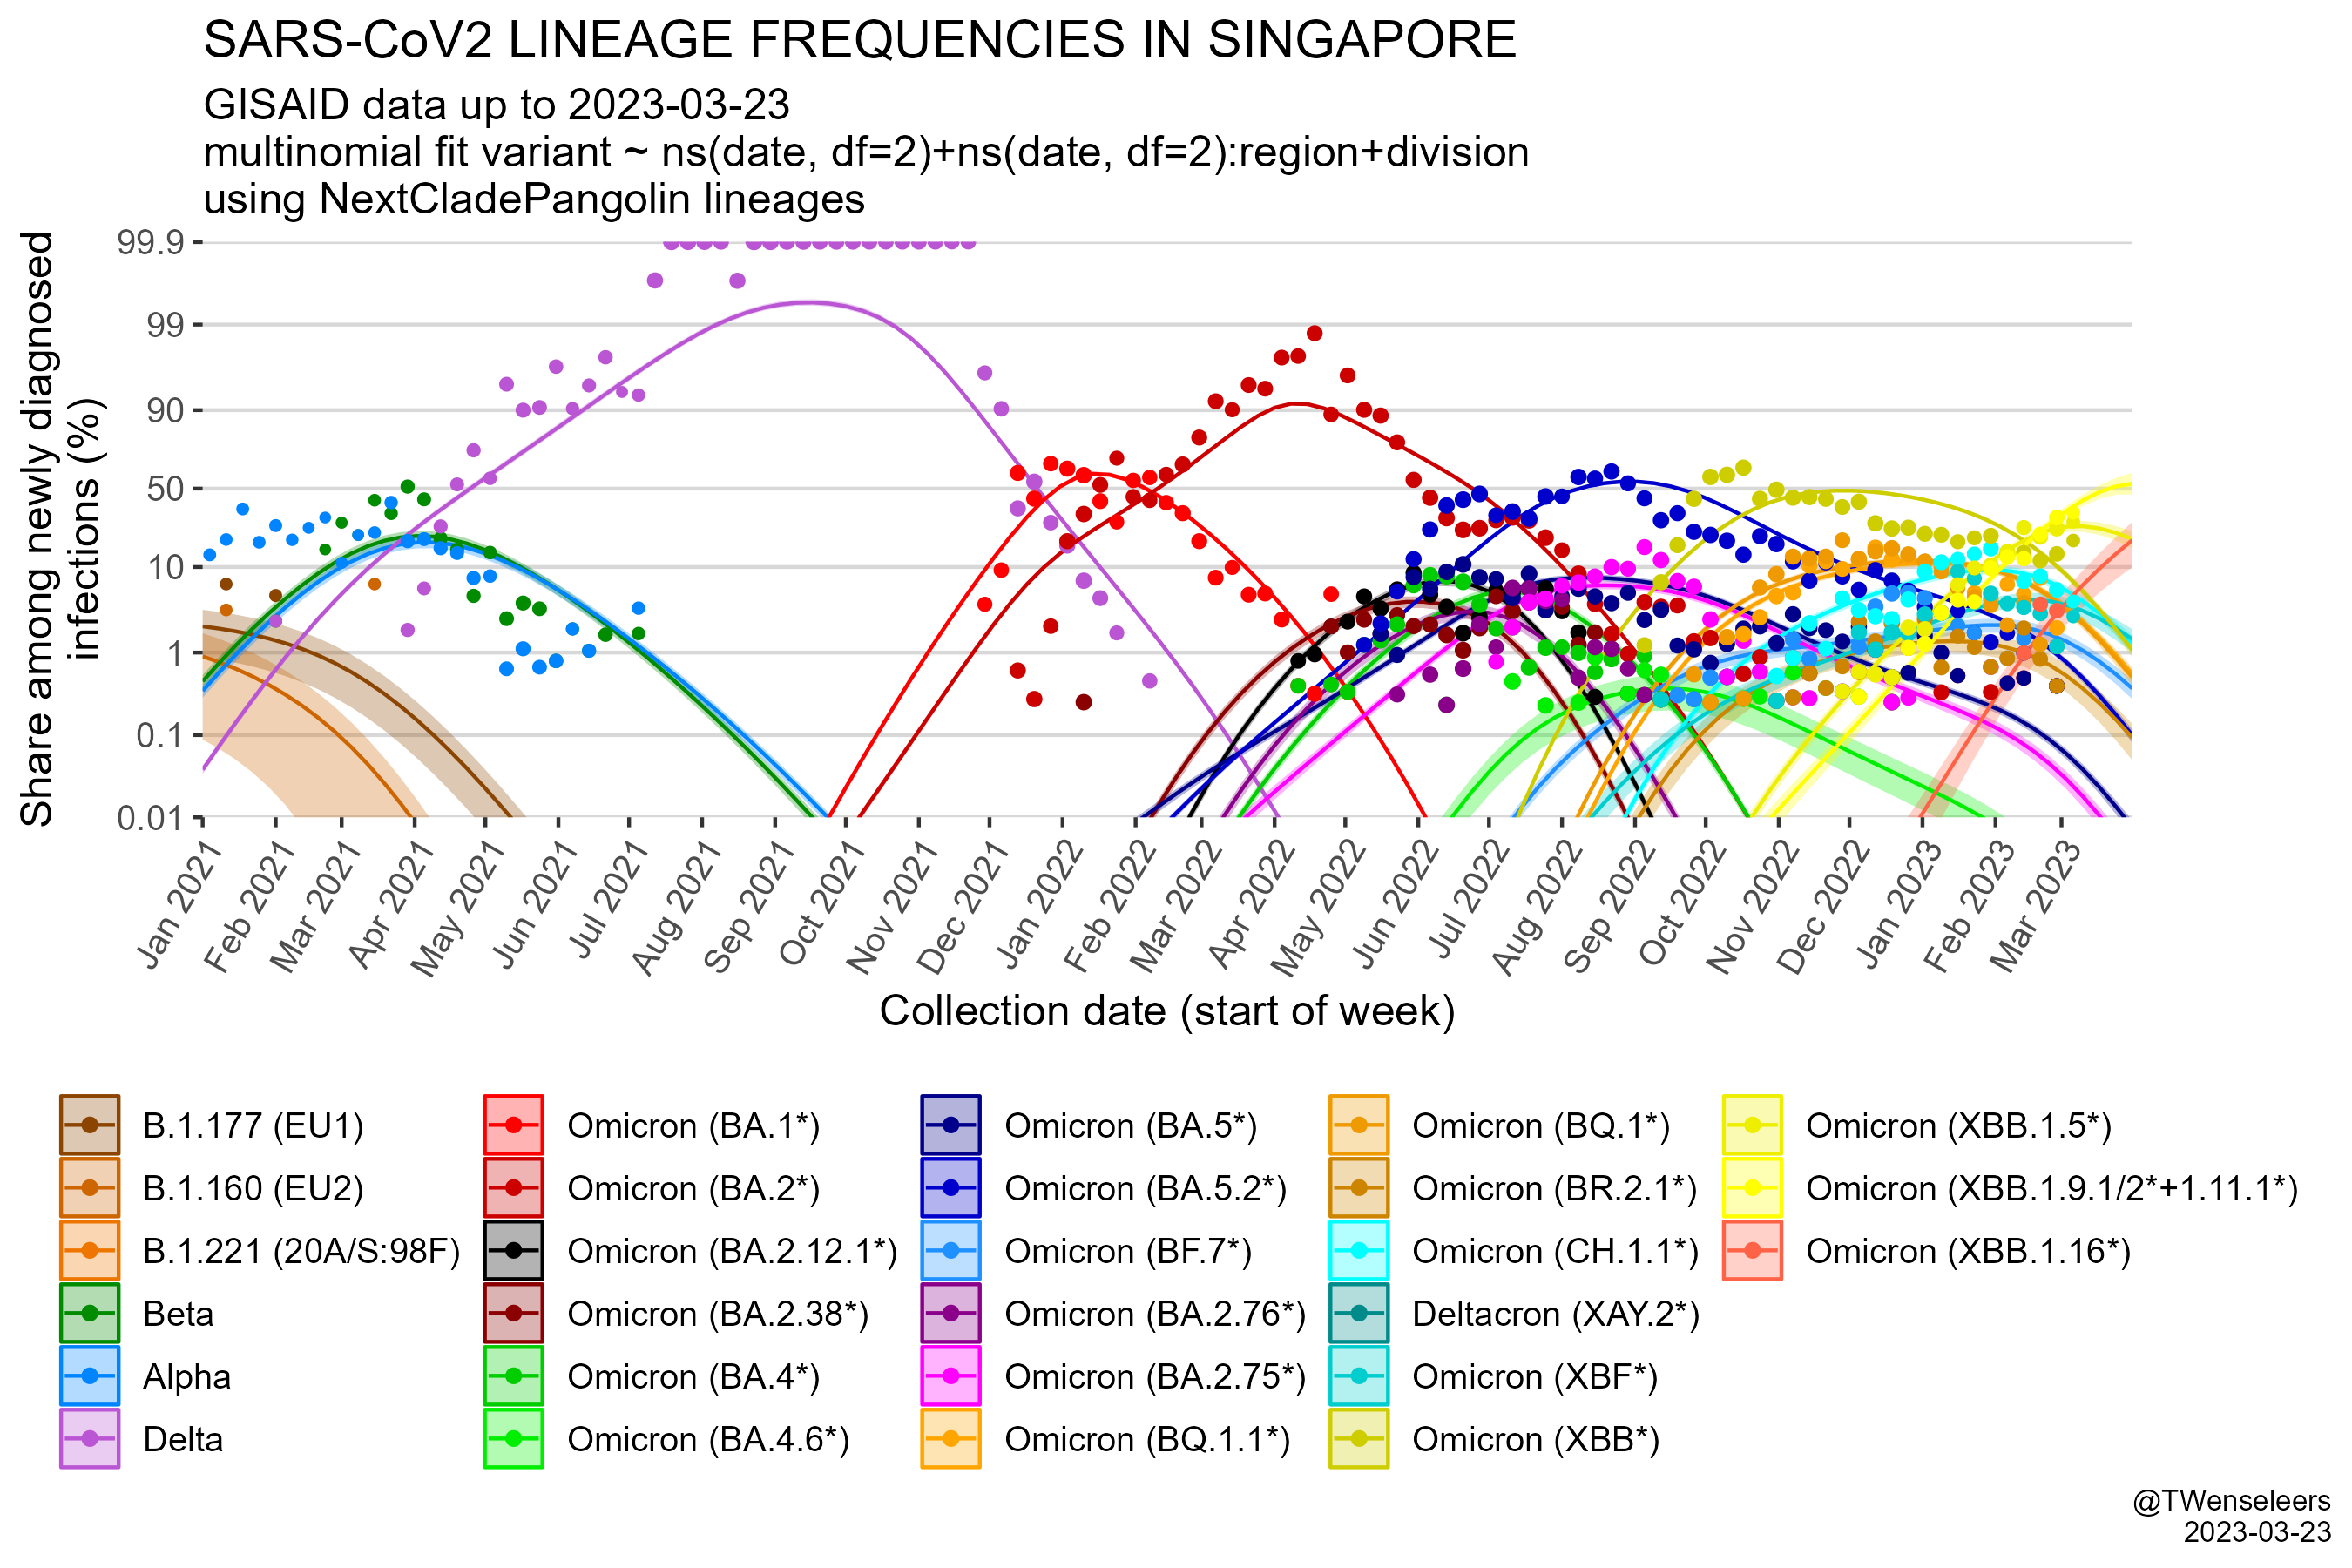 SARS-CoV2 LINEAGE FREQUENCIES IN SINGAPORE
GISAID data up to 2023-03-23
multinomial fit variant ~ ns(date, df=2)+ns(date, df=2):region+division
using NextCladePangolin lineages
Share among newly diagnosed
infections (%)
99.9
99
90
50
10
1
0.1
0.01
Jan 2021
Feb 2021
Mar 2021
Apr 2021
May 2021
Jun 2021
Jul 2021
Aug 2021
Sep 2021
Oct 2021
Nov 2021
Dec 2021
Jan 2022
Feb 2022
Mar 2022
Apr 2022
May 2022
Jun 2022
Jul 2022
Aug 2022
Sep 2022
Oct 2022
Nov 2022
Dec 2022
Jan 2023
Feb 2023
Mar 2023
Collection date (start of week)
B.1.177 (EU1)
B.1.160 (EU2)
B.1.221 (20A/S:98F)
Beta
Alpha
Delta
Omicron (BA.1*)
Omicron (BA.2*)
Omicron (BA.2.12.1*)
Omicron (BA.2.38*)
Omicron (BA.4*)
Omicron (BA.4.6*)
Omicron (BA.5*)
Omicron (BA.5.2*)
Omicron (BF.7*)
Omicron (BA.2.76*)
Omicron (BA.2.75*)
Omicron (BQ.1.1*)
Omicron (BQ.1*)
Omicron (BR.2.1*)
Omicron (CH.1.1*)
Deltacron (XAY.2*)
Omicron (XBF*)
Omicron (XBB*)
Omicron (XBB.1.5*)
Omicron (XBB.1.9.1/2*+1.11.1*)
Omicron (XBB.1.16*)
@TWenseleers
2023-03-23